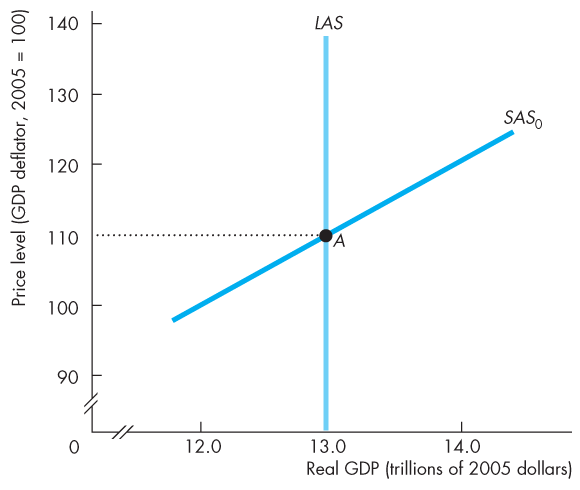 Price level (GDP deflator, 2005 = 100)
140
130
120
110
100
90
0
LAS
SAS0
A
12.0
13.0
14.0
Real GDP (trillions of 2005 dollars)